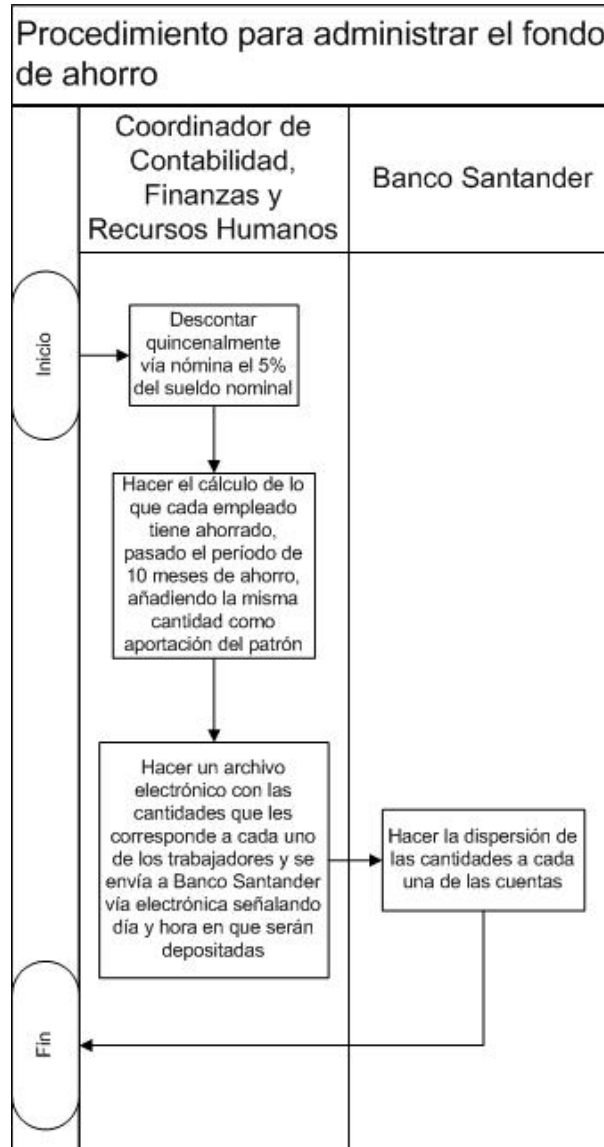 Procedimiento para administrar el fondo
de ahorro
Coordinador de
Contabilidad,
Finanzas y
Recursos Humanos
Banco Santander
Inicio
Descontar
quincenalmente
vía nómina el 5%
del sueldo nominal
Hacer el cálculo de lo
que cada empleado
tiene ahorrado,
pasado el período de
10 meses de ahorro,
añadiendo la misma
cantidad como
aportación del patrón
Hacer un archivo
electrónico con las
cantidades que les
corresponde a cada uno
de los trabajadores y se
envía a Banco Santander
vía electrónica señalando
día y hora en que serán
depositadas
Hacer la dispersión de
las cantidades a cada
una de las cuentas
Fin